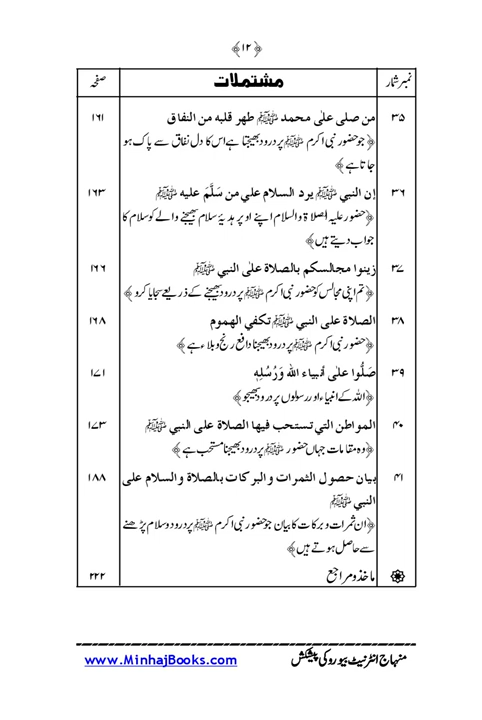 ﴿۱۲﴾
نمبر شمار مشتملات صفحہ
۳۵ من صلى على محمد ﷺ طهر قلبه من النفاق ۱۶۱
﴿جو حضور نبی اکرم ﷺ پر درود بھیجتا ہے اس کا دل نفاق سے پاک ہو
جاتا ہے﴾
۳۶ إن النبي ﷺ يرد السلام على من سَلَّمَ عليه ﷺ ۱۶۳
﴿حضور علیہ الصلاۃ والسلام اپنے اوپر ہدیۂ سلام بھیجنے والے کو سلام کا
جواب دیتے ہیں﴾
۳۷ زينوا مجالسكم بالصلاة على النبي ﷺ ۱۶۶
﴿تم اپنی مجالس کو حضور نبی اکرم ﷺ پر درود بھیجنے کے ذریعے سجایا کرو﴾
۳۸ الصلاة على النبي ﷺ تكفي الهموم ۱۶۸
﴿حضور نبی اکرم ﷺ پر درود بھیجنا دافع رنج و بلاء ہے﴾
۳۹ صَلُّوا على أنبياء الله وَرُسُلِهِ ۱۷۱
﴿اللہ کے انبیاء اور رسولوں پر درود بھیجو﴾
۴۰ المواطن التي تستحب فيها الصلاة على النبي ﷺ ۱۷۳
﴿وہ مقامات جہاں حضور ﷺ پر درود بھیجنا مستحب ہے﴾
۴۱ بيان حصول الثمرات والبركات بالصلاة والسلام على ۱۸۸
النبي ﷺ
﴿ان ثمرات و برکات کا بیان جو حضور نبی اکرم ﷺ پر درود و سلام پڑھنے
سے حاصل ہوتے ہیں﴾
ماخذ و مراجع ۲۲۲
منہاج انٹرنیٹ بیورو کی پیشکش www.MinhajBooks.com